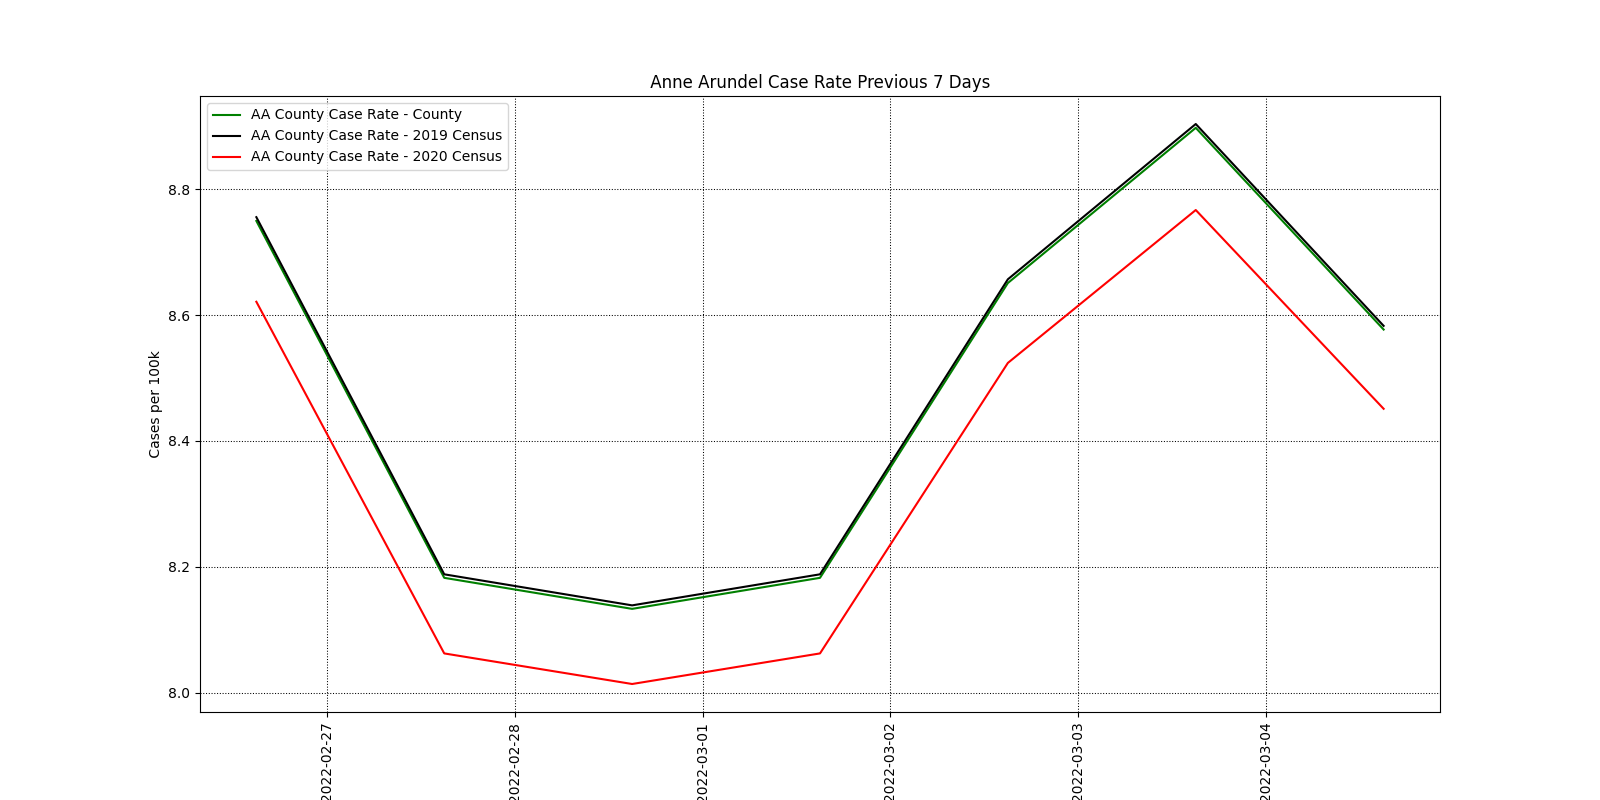 Anne Arundel Case Rate Previous 7 Days
AA County Case Rate - County
AA County Case Rate - 2019 Census
AA County Case Rate - 2020 Census
Cases per 100k
8.8
8.6
8.4
8.2
8.0
2022-02-27
2022-02-28
2022-03-01
2022-03-02
2022-03-03
2022-03-04